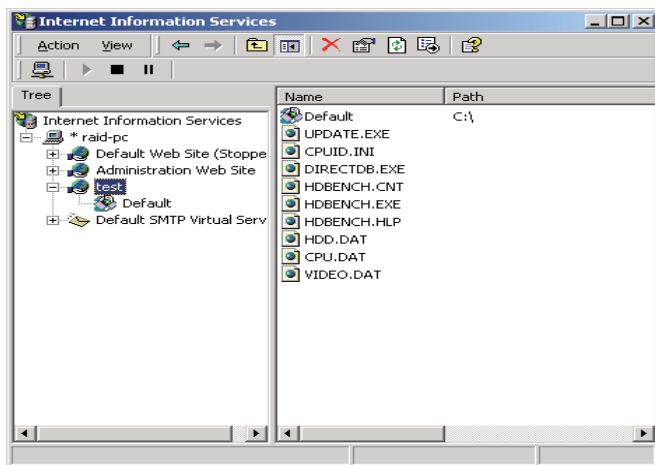 Internet Information Services
Action View
Tree
Name Path
Internet Information Services
* raid-pc
Default Web Site (Stoppe
Administration Web Site
test
Default
Default SMTP Virtual Serv
Default C:\
UPDATE.EXE
CPUID.INI
DIRECTDB.EXE
HDBENCH.CNT
HDBENCH.EXE
HDBENCH.HLP
HDD.DAT
CPU.DAT
VIDEO.DAT